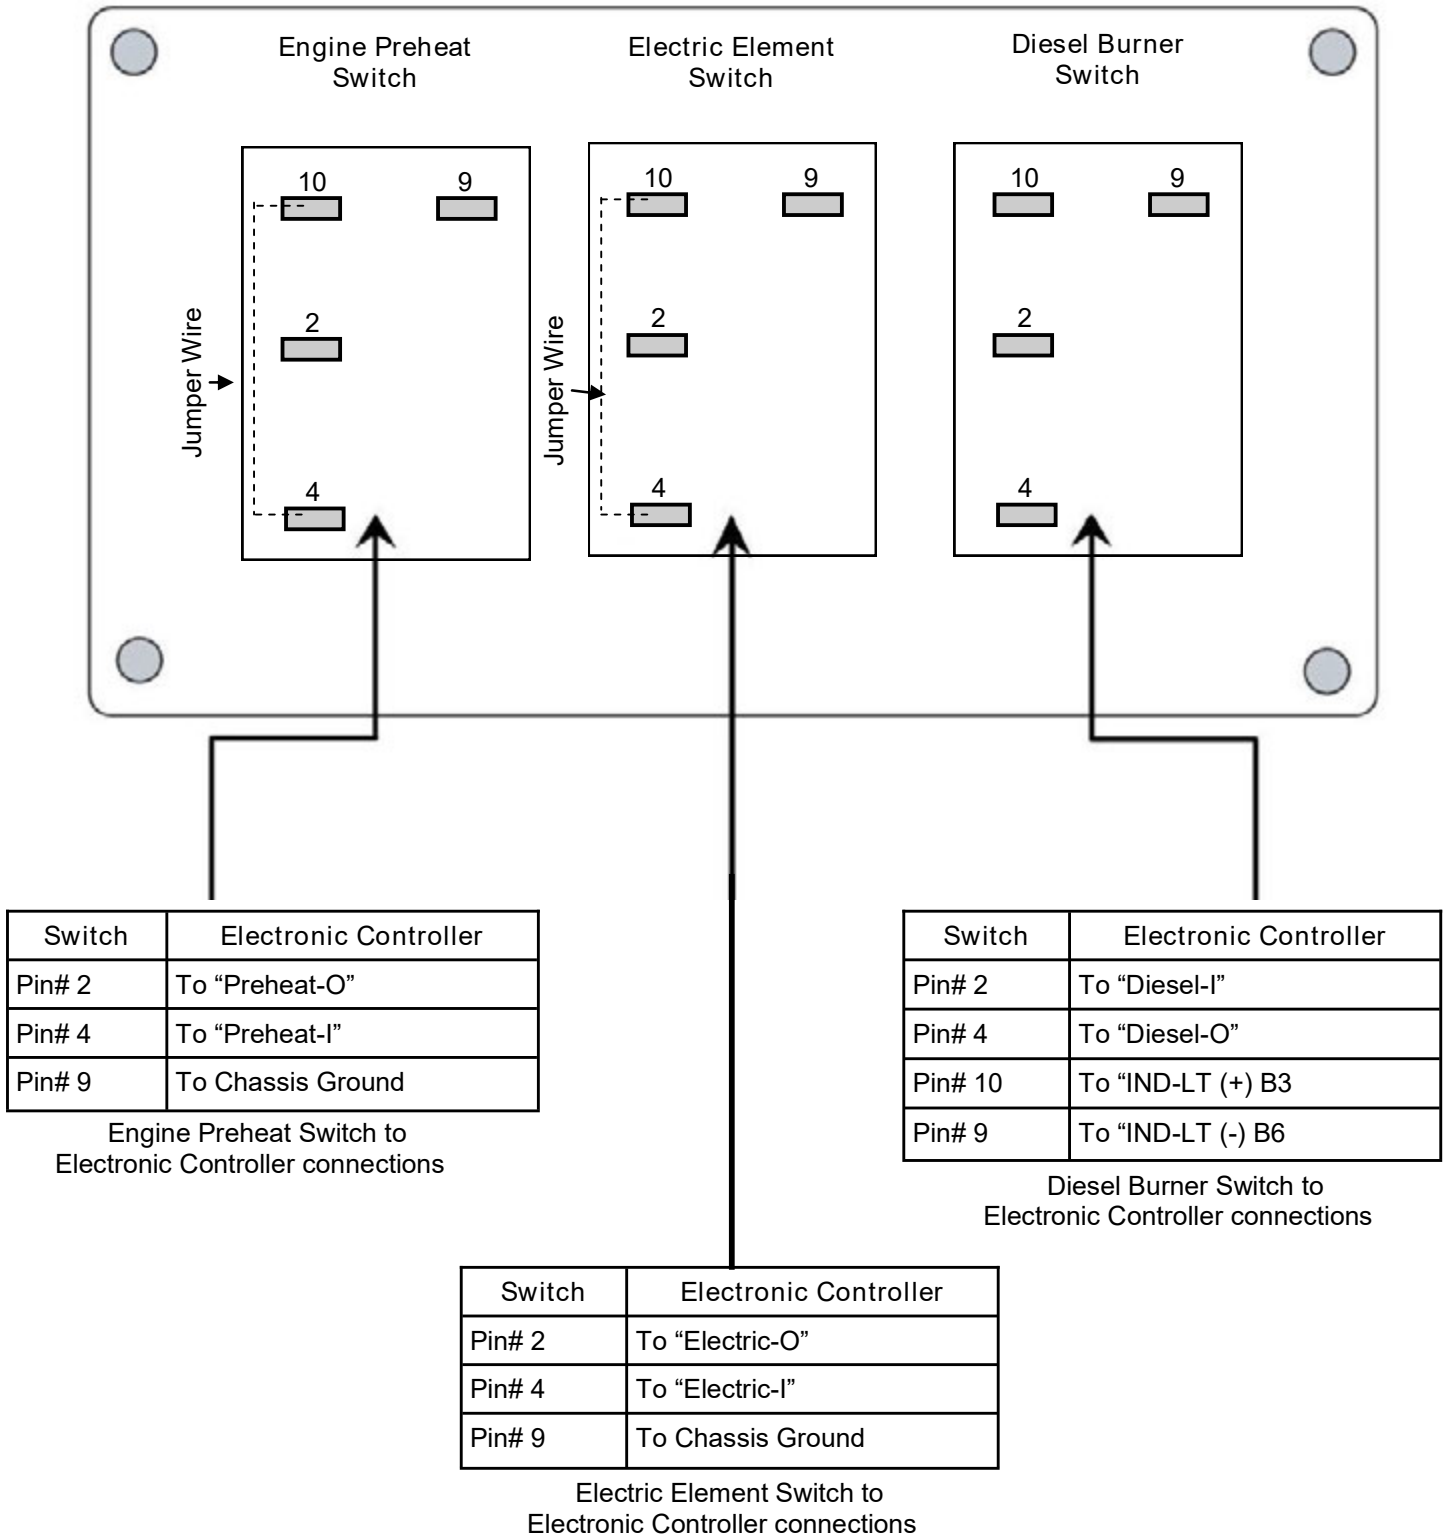 Engine Preheat
Switch
Electric Element
Switch
Diesel Burner
Switch
10
9
2
4
Jumper Wire
10
9
2
4
Jumper Wire
10
9
2
4
Switch Electronic Controller
Pin# 2 To “Preheat-O”
Pin# 4 To “Preheat-I”
Pin# 9 To Chassis Ground
Engine Preheat Switch to
Electronic Controller connections
Switch Electronic Controller
Pin# 2 To “Diesel-I”
Pin# 4 To “Diesel-O”
Pin# 10 To “IND-LT (+) B3
Pin# 9 To “IND-LT (-) B6
Diesel Burner Switch to
Electronic Controller connections
Switch Electronic Controller
Pin# 2 To “Electric-O”
Pin# 4 To “Electric-I”
Pin# 9 To Chassis Ground
Electric Element Switch to
Electronic Controller connections